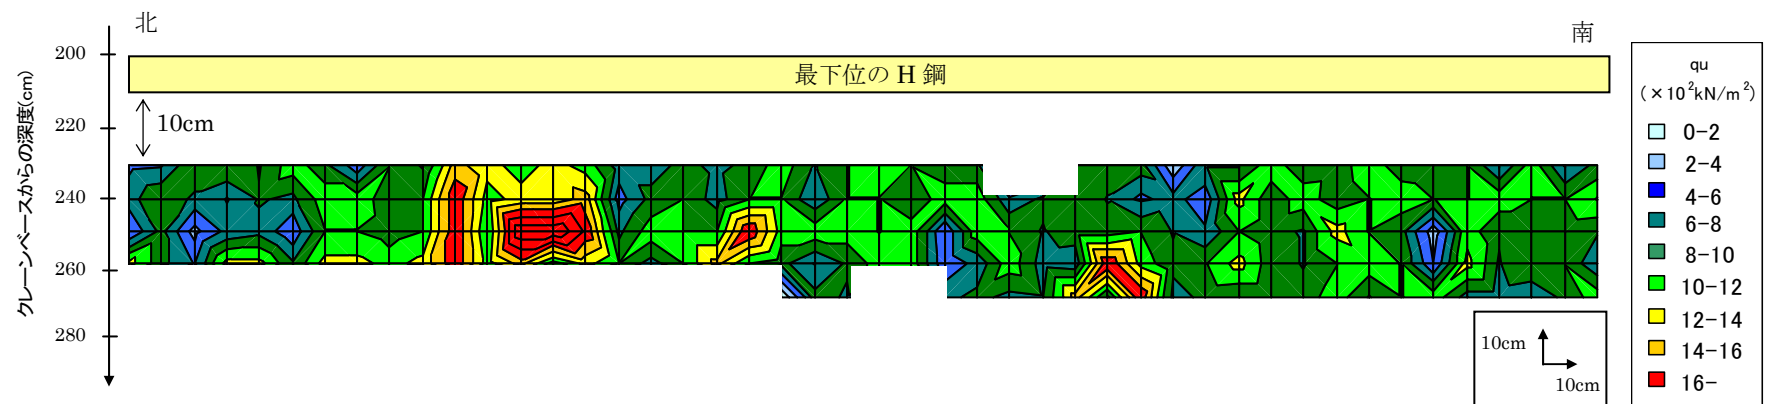 北
南
200
最下位の H 鋼
クレーンベースからの深度(cm)
220
10cm
240
260
280
qu
(×10²kN/m²)
0-2
2-4
4-6
6-8
8-10
10-12
12-14
14-16
16-
10cm
10cm